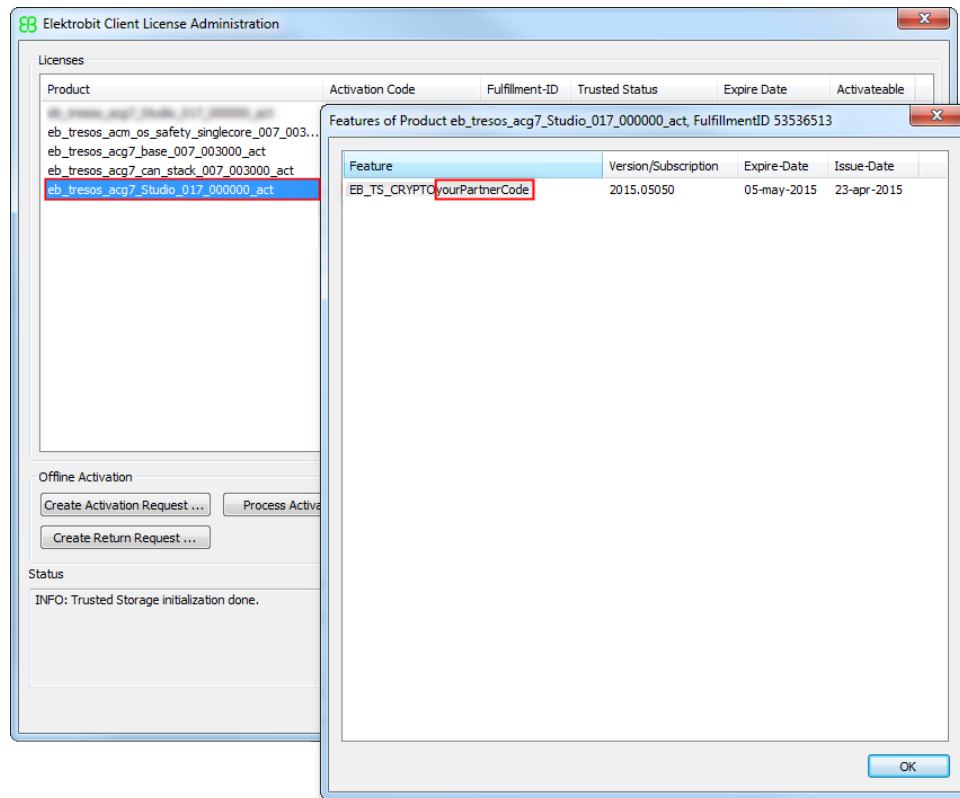 Elektrobit Client License Administration
Licenses
Product Activation Code Fulfillment-ID Trusted Status Expire Date Activateable
eb_tresos_acm_os_safety_singlecore_007_003...
eb_tresos_acg7_base_007_003000_act
eb_tresos_acg7_can_stack_007_003000_act
eb_tresos_acg7_Studio_017_000000_act
Offline Activation
Create Activation Request ... Process Activa
Create Return Request ...
Status
INFO: Trusted Storage initialization done.
Features of Product eb_tresos_acg7_Studio_017_000000_act, FulfillmentID 53536513
Feature Version/Subscription Expire-Date Issue-Date
EB_TS_CRYPTOyourPartnerCode 2015.05050 05-may-2015 23-apr-2015
OK